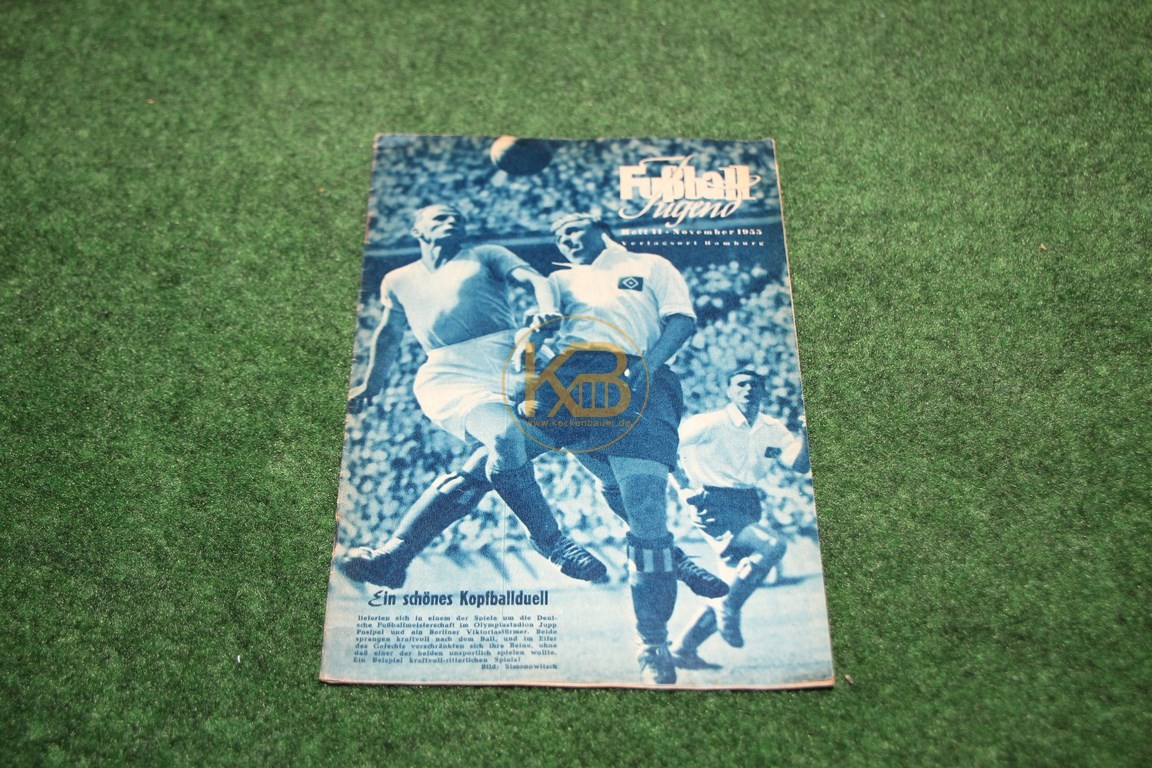 Fußball
Jugend
Heft 11 • November 1955
Verlagsort Hamburg
KB
www.keckenbauer.de
Ein schönes Kopfballduell
lieferten sich in einem der Spiele um die Deut-
sche Fußballmeisterschaft im Olympiastadion Jupp
Posipal und ein Berliner Viktoriastürmer. Beide
sprangen kraftvoll nach dem Ball, und im Eifer
des Gefechts verschränkten sich ihre Beine, ohne
daß einer der beiden unsportlich spielen wollte.
Ein Beispiel kraftvoll-ritterlichen Spiels!
Bild: Simonowitsch